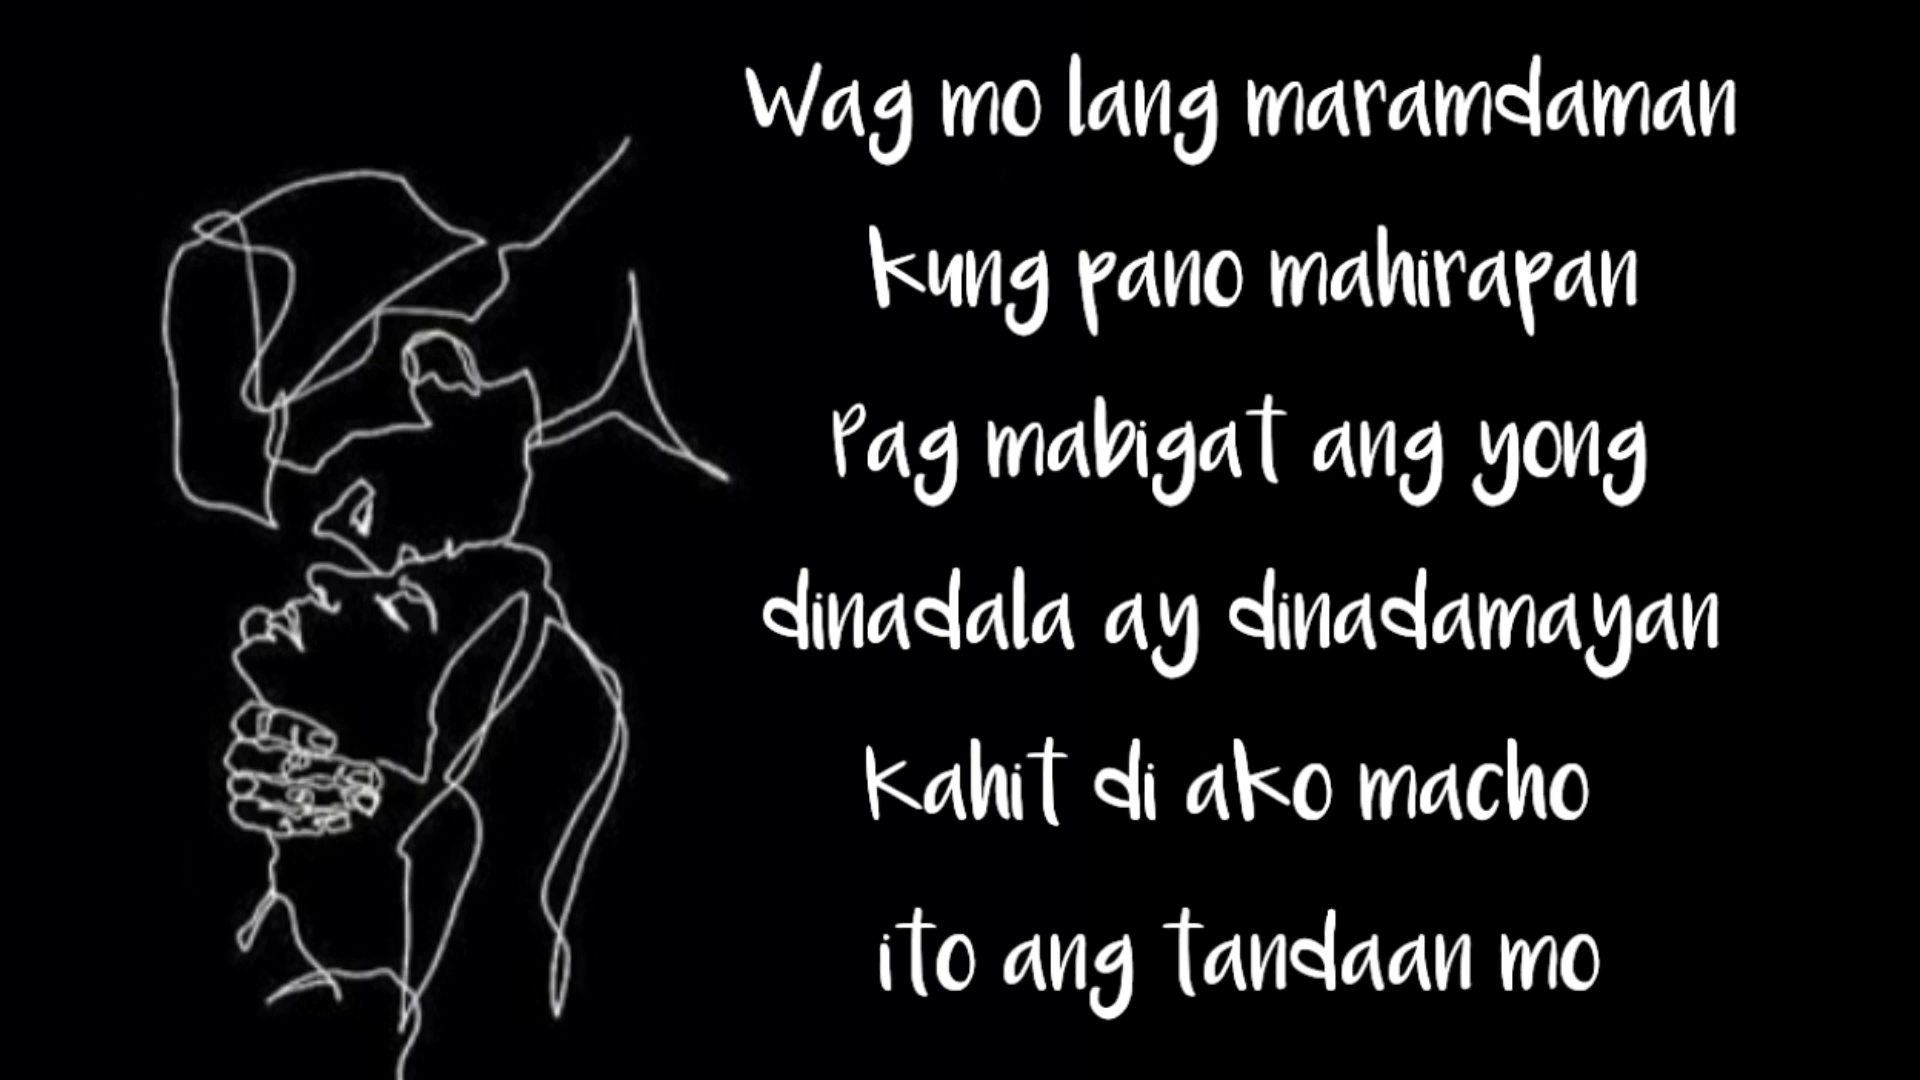 Wag mo lang maramdaman
kung pano mahirapan
Pag mabigat ang yong
dinadala ay dinadamayan
Kahit di ako macho
ito ang tandaan mo